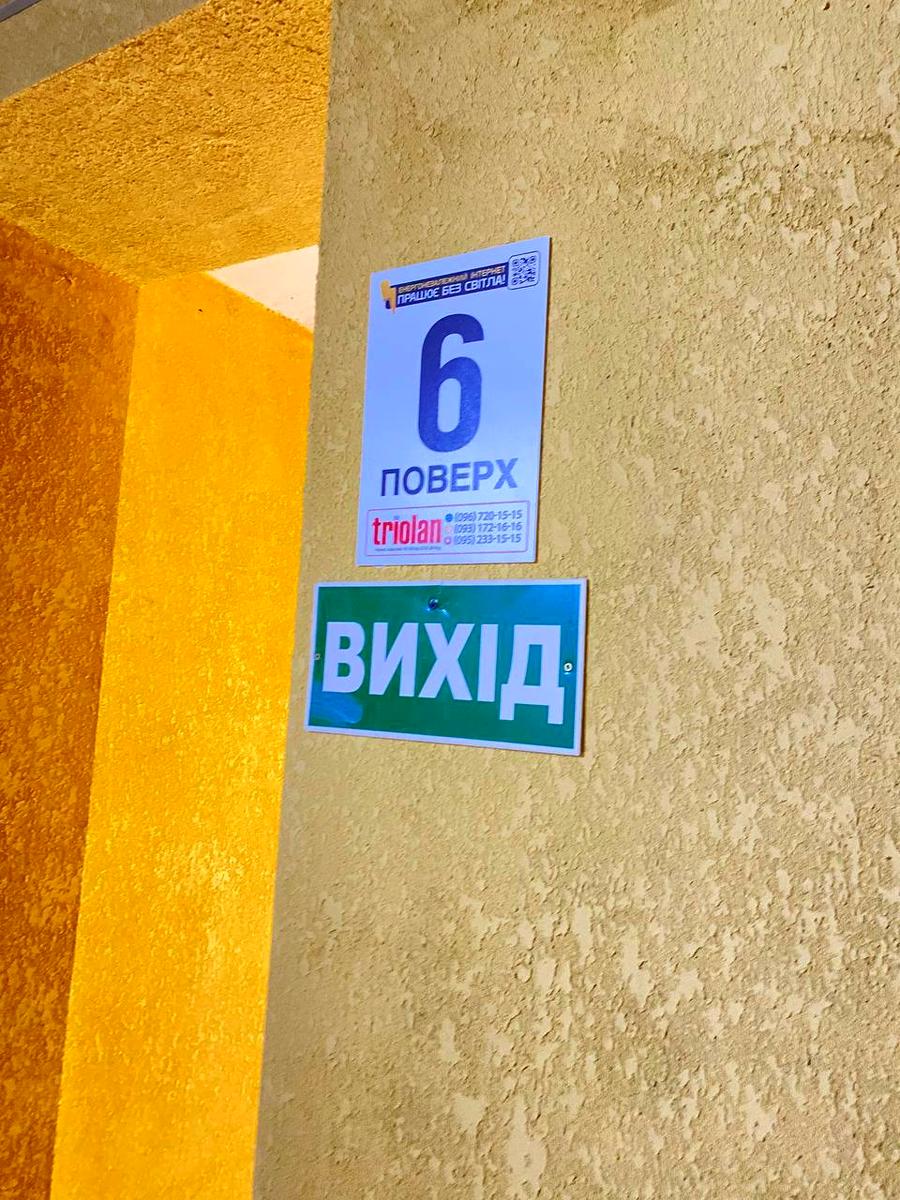 ЕНЕРГОНЕЗАЛЕЖНИЙ ІНТЕРНЕТ
ПРАЦЮЄ БЕЗ СВІТЛА!
6
ПОВЕРХ
triolan
(096) 720-15-15
(093) 172-16-16
(095) 233-15-15
ВИХІД